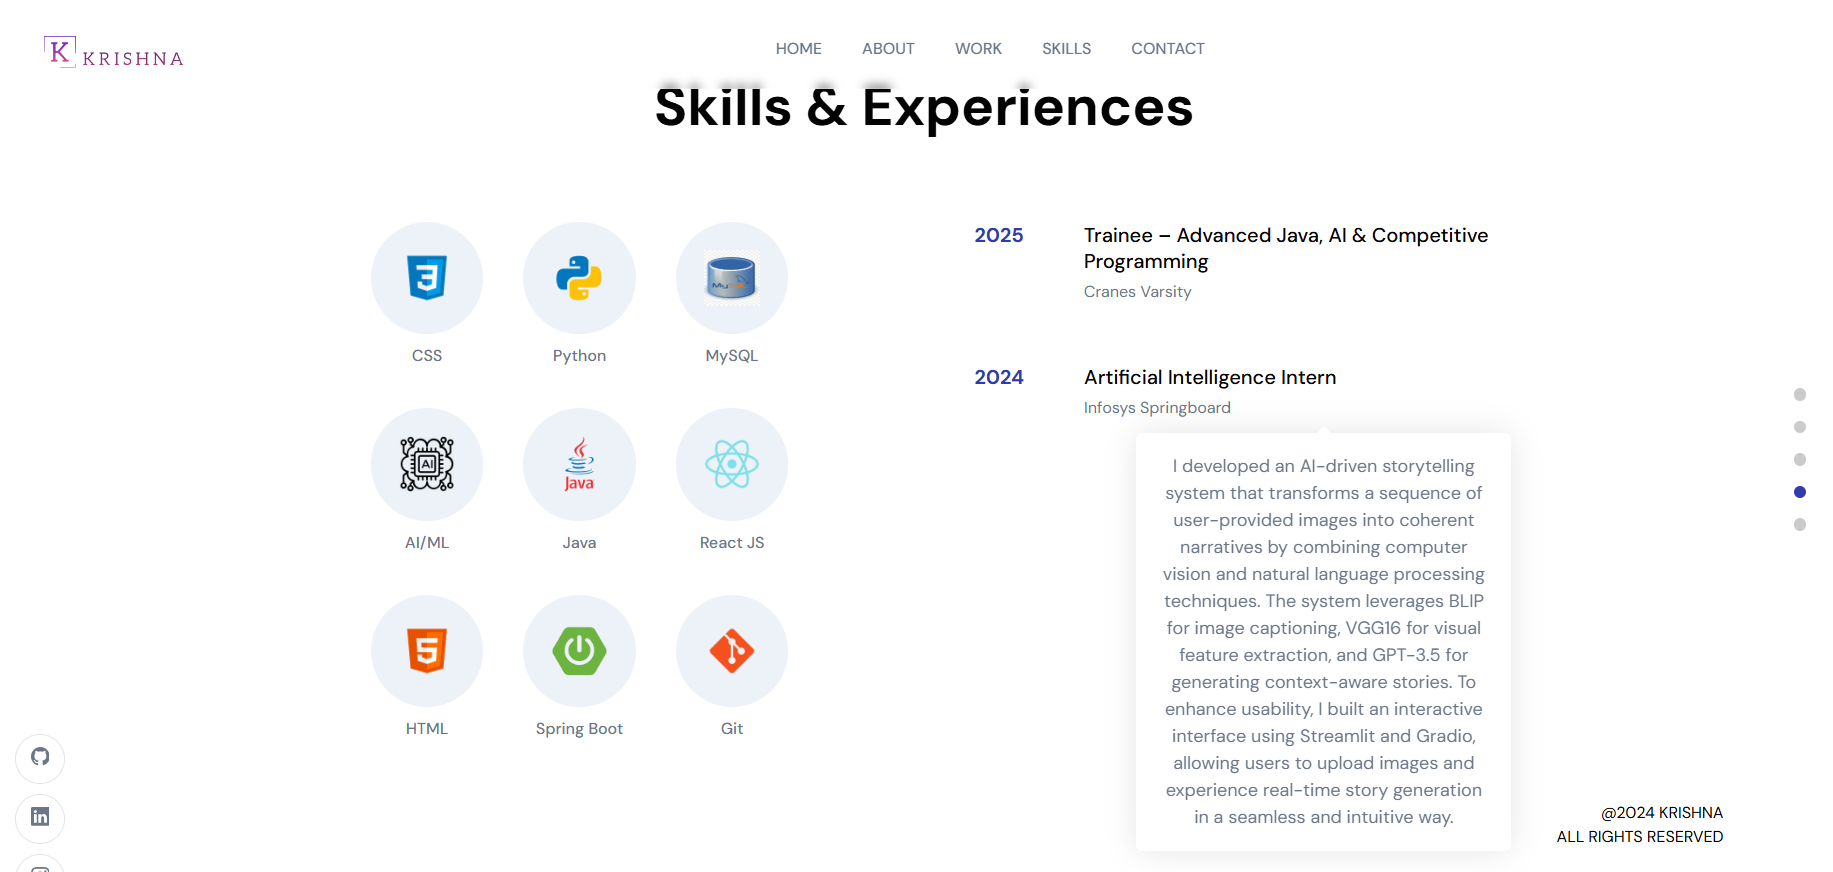 K KRISHNA
HOME ABOUT WORK SKILLS CONTACT
Skills & Experiences
3
CSS
Python
MySQL
AI
AI/ML
Java
Java
React JS
5
HTML
Spring Boot
Git
2025
Trainee – Advanced Java, AI & Competitive
Programming
Cranes Varsity
2024
Artificial Intelligence Intern
Infosys Springboard
I developed an AI-driven storytelling
system that transforms a sequence of
user-provided images into coherent
narratives by combining computer
vision and natural language processing
techniques. The system leverages BLIP
for image captioning, VGG16 for visual
feature extraction, and GPT-3.5 for
generating context-aware stories. To
enhance usability, I built an interactive
interface using Streamlit and Gradio,
allowing users to upload images and
experience real-time story generation
in a seamless and intuitive way.
in
@2024 KRISHNA
ALL RIGHTS RESERVED